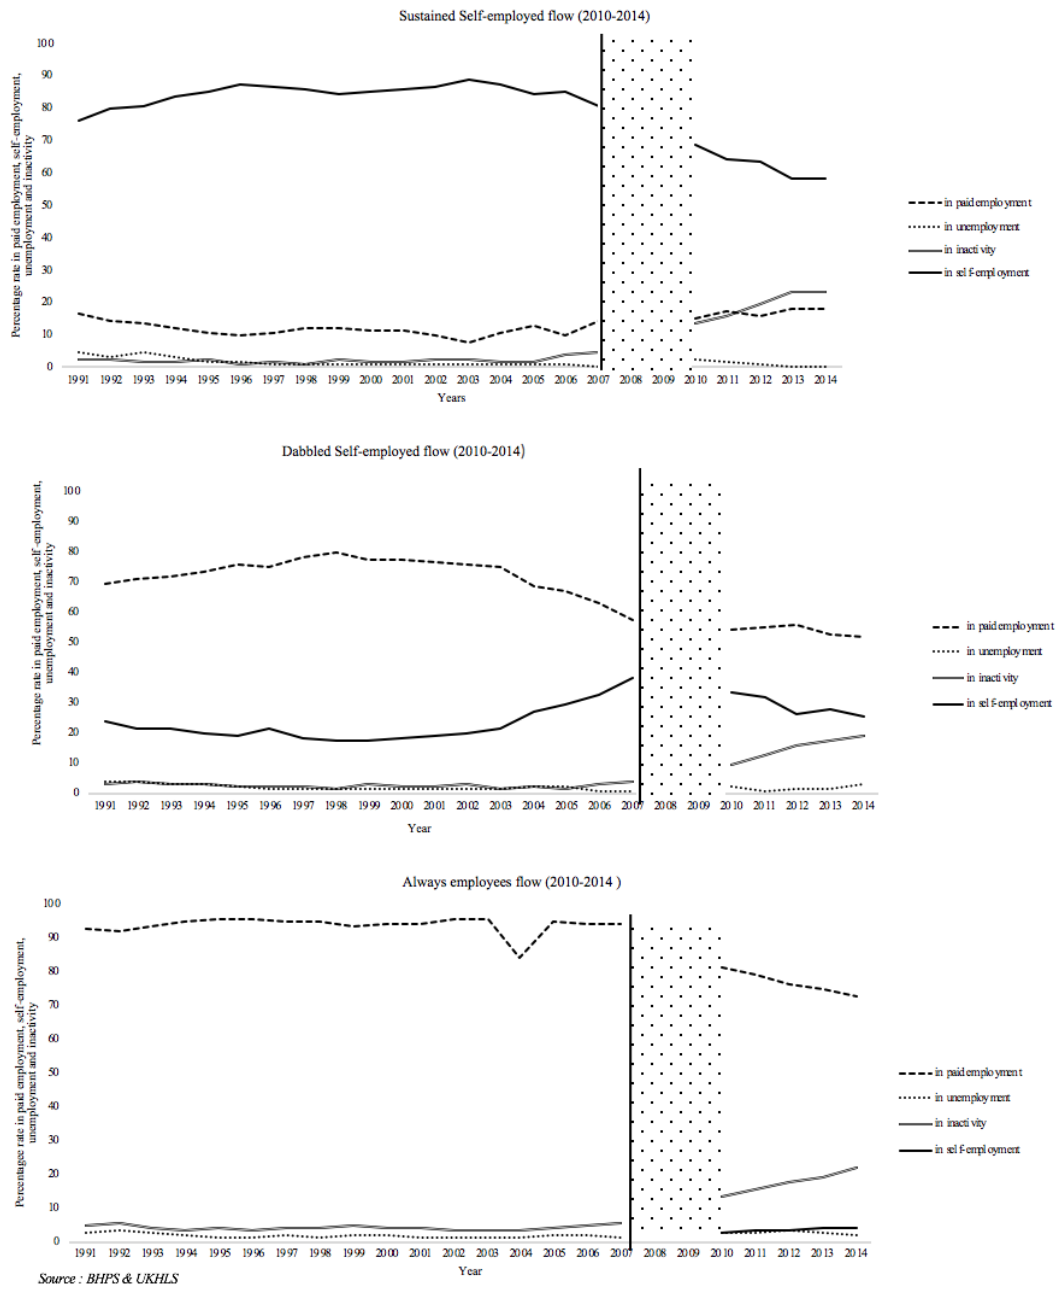 Sustained Self-employed flow (2010-2014)
Percentage rate in paid employment, self-employment,
unemployment and inactivity
100
90
80
70
60
50
40
30
20
10
0
1991 1992 1993 1994 1995 1996 1997 1998 1999 2000 2001 2002 2003 2004 2005 2006 2007 2008 2009 2010 2011 2012 2013 2014
Years
in paid employment
in unemployment
in inactivity
in self-employment
Dabbled Self-employed flow (2010-2014)
Percentage rate in paid employment, self-employment,
unemployment and inactivity
100
90
80
70
60
50
40
30
20
10
0
1991 1992 1993 1994 1995 1996 1997 1998 1999 2000 2001 2002 2003 2004 2005 2006 2007 2008 2009 2010 2011 2012 2013 2014
Year
in paid employment
in unemployment
in inactivity
in self-employment
Always employees flow (2010-2014 )
Percentagee rate in paid employment, self-employment,
unemployment and inactivity
100
90
80
70
60
50
40
30
20
10
0
1991 1992 1993 1994 1995 1996 1997 1998 1999 2000 2001 2002 2003 2004 2005 2006 2007 2008 2009 2010 2011 2012 2013 2014
Year
in paid employment
in unemployment
in inactivity
in self-employment
Source : BHPS & UKHLS